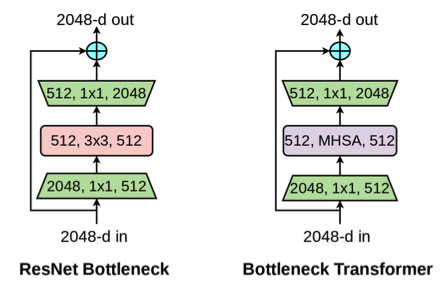 2048-d out
512, 1x1, 2048
512, 3x3, 512
2048, 1x1, 512
2048-d in
ResNet Bottleneck
2048-d out
512, 1x1, 2048
512, MHSA, 512
2048, 1x1, 512
2048-d in
Bottleneck Transformer